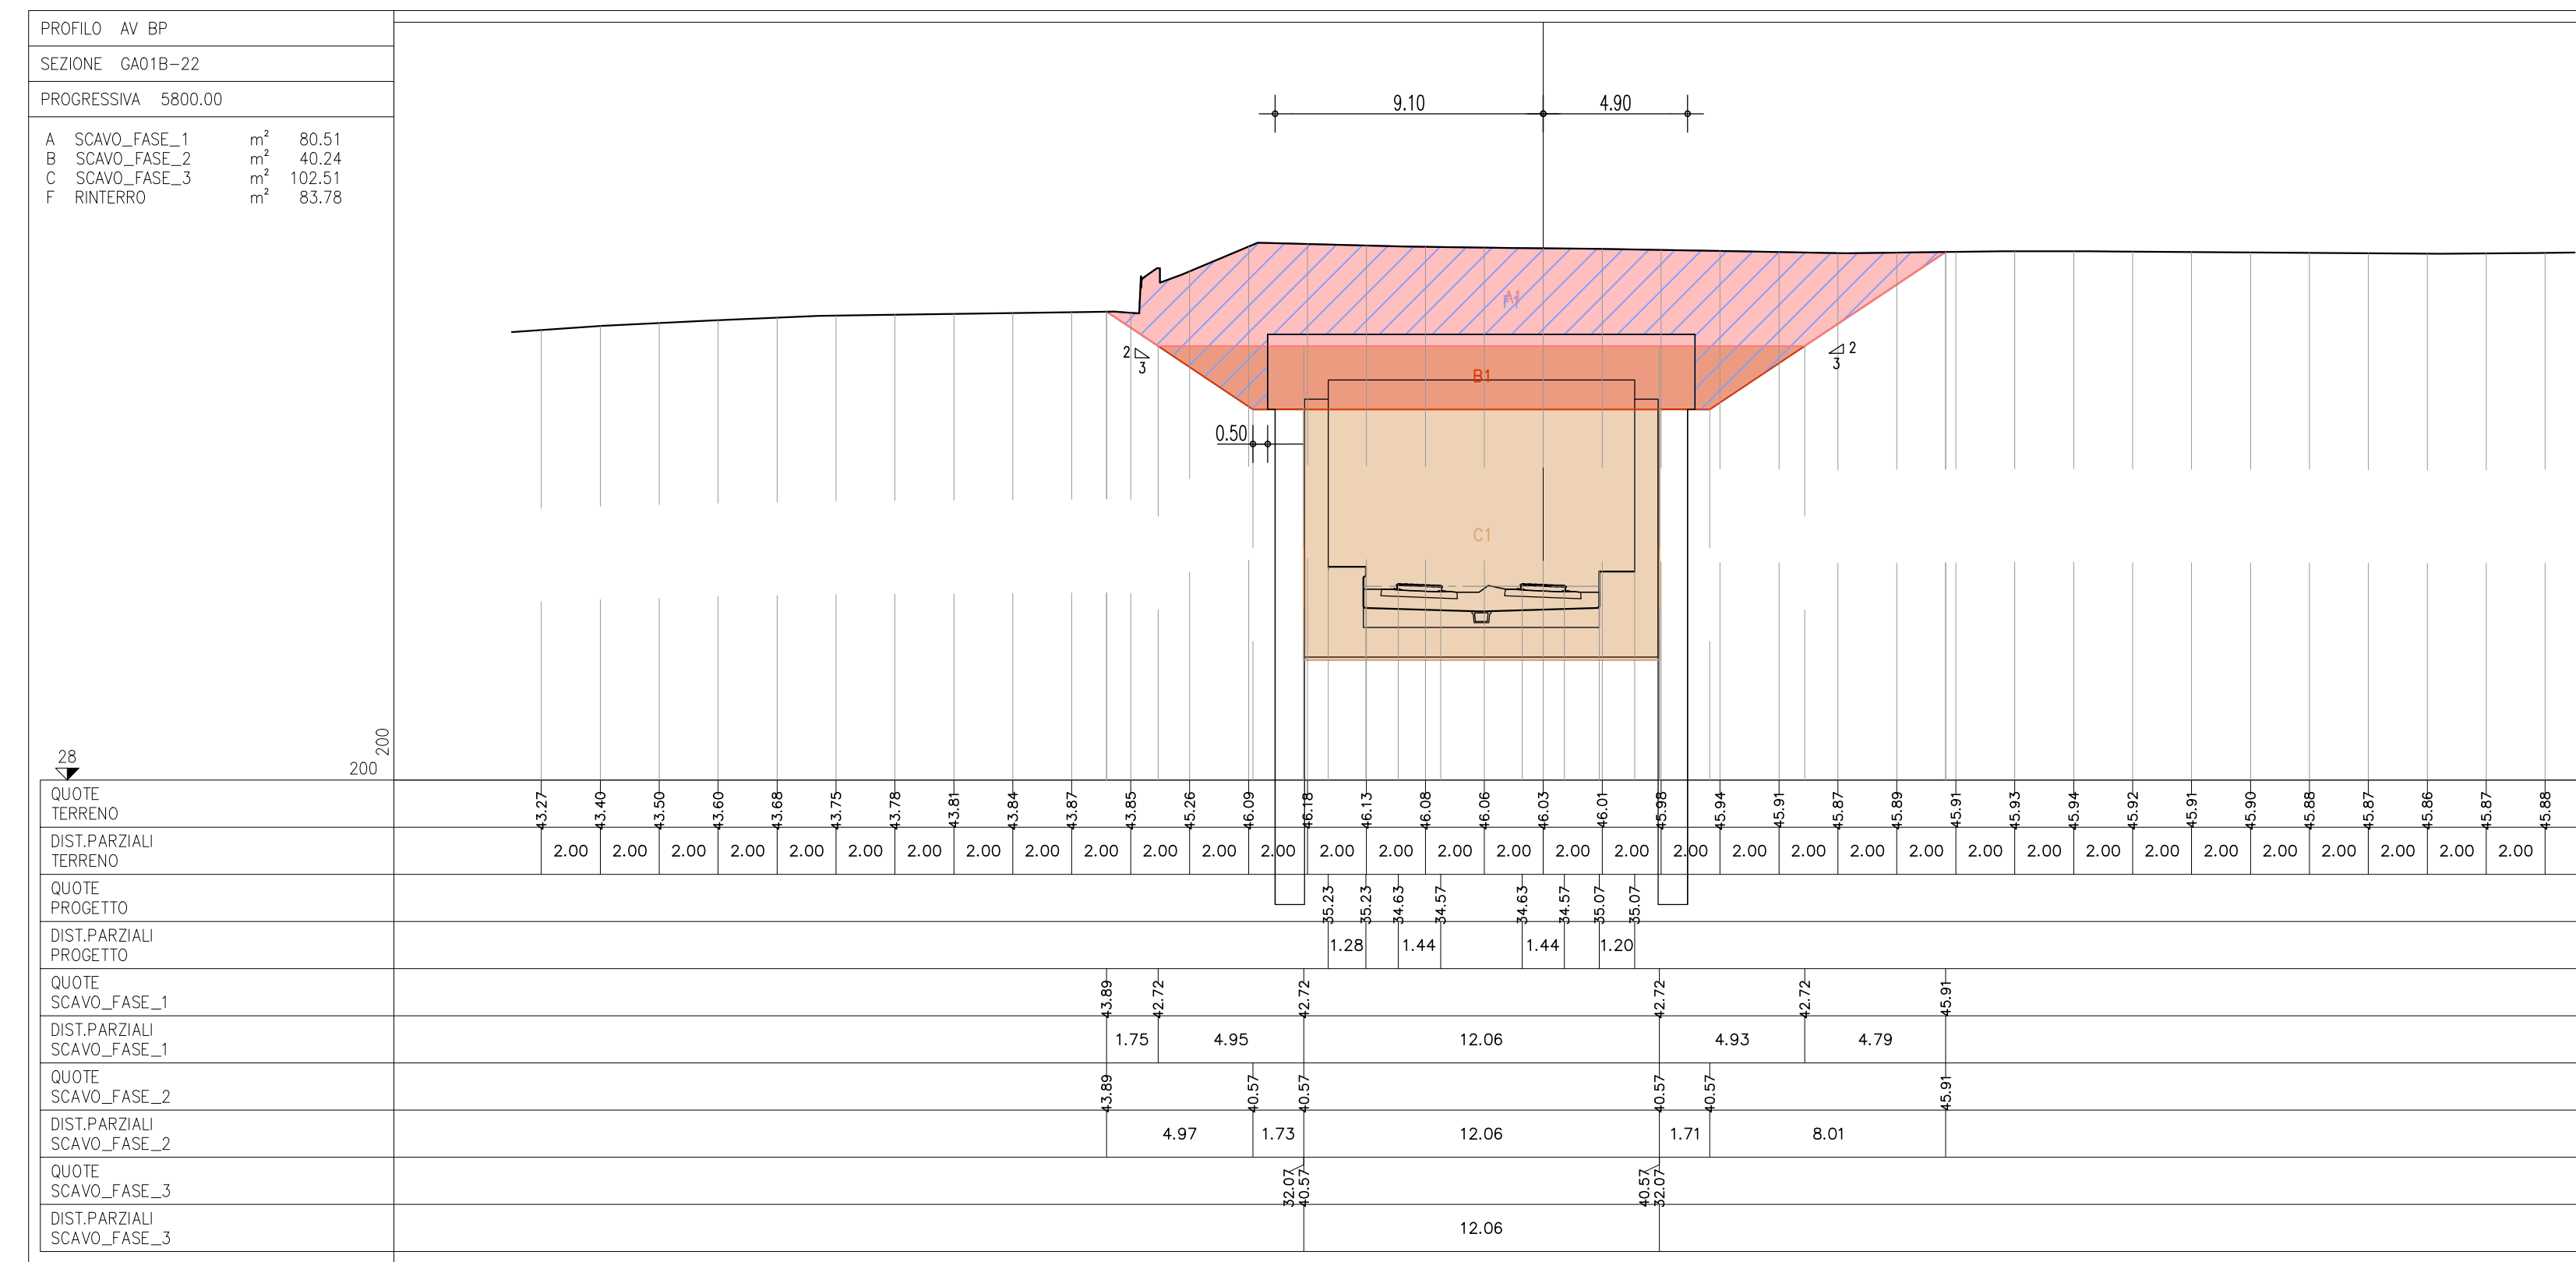 PROFILO AV BP
SEZIONE GA01B-22
PROGRESSIVA 5800.00
A SCAVO_FASE_1 m² 80.51
B SCAVO_FASE_2 m² 40.24
C SCAVO_FASE_3 m² 102.51
F RINTERRO m² 83.78
9.10 4.90
A1
F1
2
3
2
3
B1
0.50
C1
28
200
200
QUOTE
TERRENO
43.27 43.40 43.50 43.60 43.68 43.75 43.78 43.81 43.84 43.87 43.85 45.26 46.09 46.18 46.13 46.08 46.06 46.03 46.01 45.98 45.94 45.91 45.87 45.89 45.91 45.93 45.94 45.92 45.91 45.90 45.88 45.87 45.86 45.87 45.88
DIST.PARZIALI
TERRENO
2.00 2.00 2.00 2.00 2.00 2.00 2.00 2.00 2.00 2.00 2.00 2.00 2.00 2.00 2.00 2.00 2.00 2.00 2.00 2.00 2.00 2.00 2.00 2.00 2.00 2.00 2.00 2.00 2.00 2.00 2.00 2.00 2.00 2.00
QUOTE
PROGETTO
35.23 35.23 34.63 34.57 34.63 34.57 35.07 35.07
DIST.PARZIALI
PROGETTO
1.28 1.44 1.44 1.20
QUOTE
SCAVO_FASE_1
43.89 42.72 42.72 42.72 42.72 45.91
DIST.PARZIALI
SCAVO_FASE_1
1.75 4.95 12.06 4.93 4.79
QUOTE
SCAVO_FASE_2
43.89 40.57 40.57 40.57 40.57 45.91
DIST.PARZIALI
SCAVO_FASE_2
4.97 1.73 12.06 1.71 8.01
QUOTE
SCAVO_FASE_3
32.07 40.57 40.57 32.07
DIST.PARZIALI
SCAVO_FASE_3
12.06